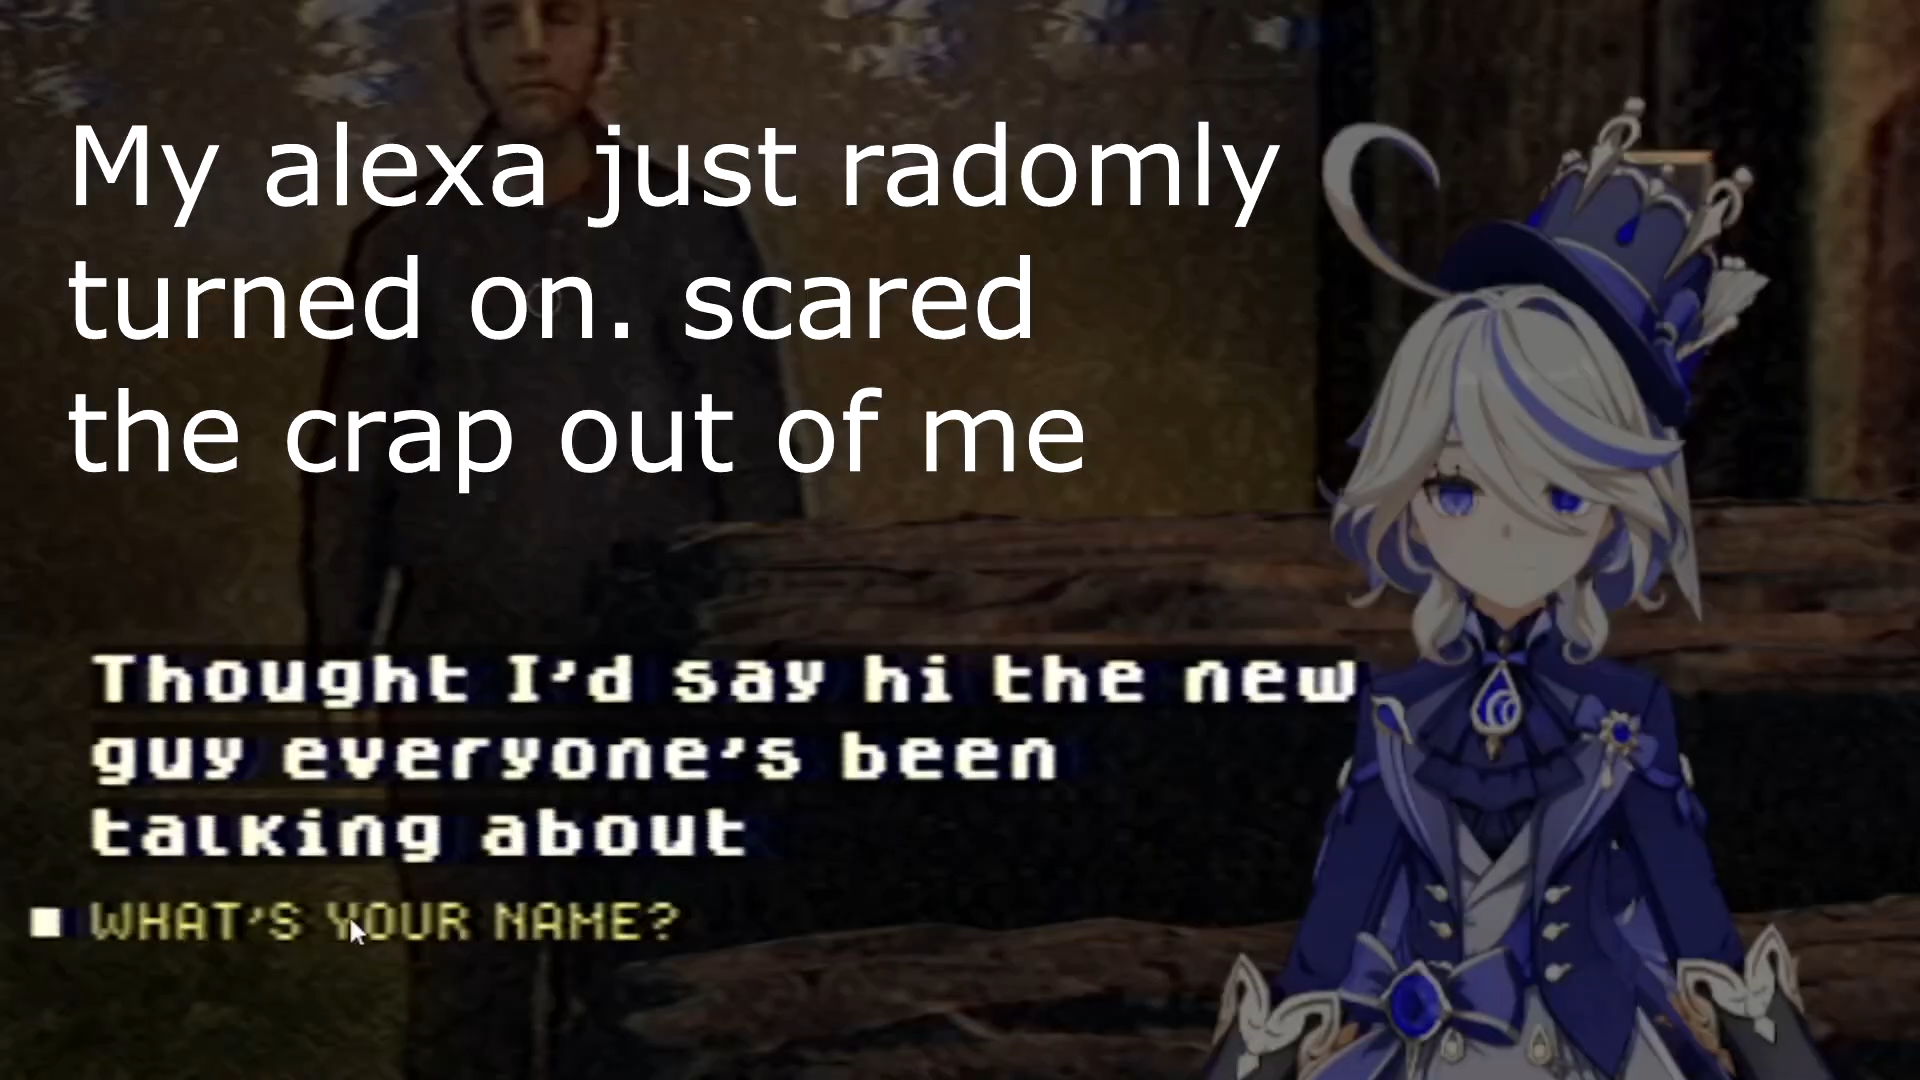 My alexa just radomly
turned on. scared
the crap out of me
Thought I'd say hi the new
guy everyone's been
talking about
WHAT'S YOUR NAME?